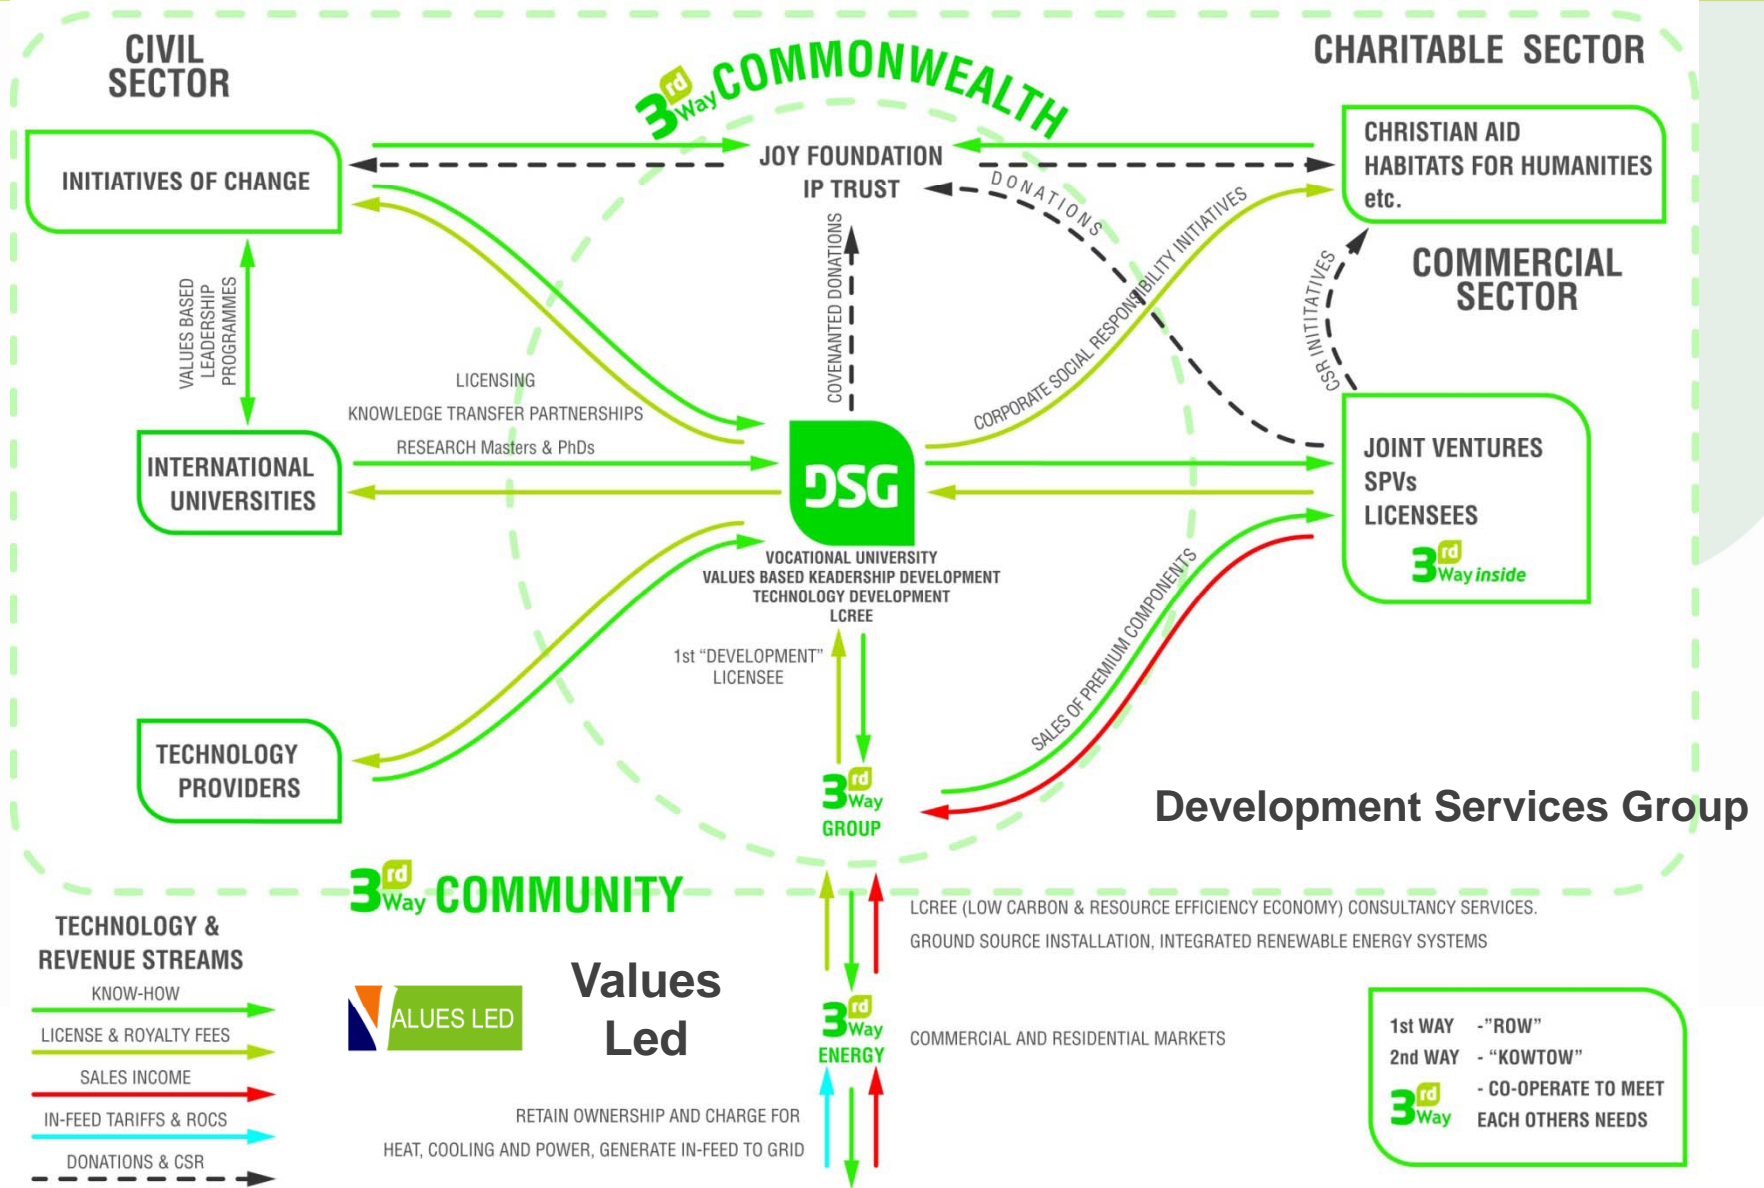 CIVIL
SECTOR
3rd Way COMMONWEALTH
CHARITABLE SECTOR
INITIATIVES OF CHANGE
JOY FOUNDATION
IP TRUST
CHRISTIAN AID
HABITATS FOR HUMANITIES
etc.
DONATIONS
COMMERCIAL
SECTOR
VALUES BASED
LEADERSHIP
PROGRAMMES
COVENANTED DONATIONS
CORPORATE SOCIAL RESPONSIBILITY INITIATIVES
CSR INITITATIVES
LICENSING
KNOWLEDGE TRANSFER PARTNERSHIPS
RESEARCH Masters & PhDs
INTERNATIONAL
UNIVERSITIES
DSG
JOINT VENTURES
SPVs
LICENSEES
3rd Way inside
VOCATIONAL UNIVERSITY
VALUES BASED KEADERSHIP DEVELOPMENT
TECHNOLOGY DEVELOPMENT
LCREE
1st “DEVELOPMENT”
LICENSEE
SALES OF PREMIUM COMPONENTS
TECHNOLOGY
PROVIDERS
3rd Way
GROUP
Development Services Group
3rd Way COMMUNITY
TECHNOLOGY &
REVENUE STREAMS
KNOW-HOW
LICENSE & ROYALTY FEES
SALES INCOME
IN-FEED TARIFFS & ROCS
DONATIONS & CSR
VALUES LED
Values
Led
LCREE (LOW CARBON & RESOURCE EFFICIENCY ECONOMY) CONSULTANCY SERVICES.
GROUND SOURCE INSTALLATION, INTEGRATED RENEWABLE ENERGY SYSTEMS
3rd Way
ENERGY
COMMERCIAL AND RESIDENTIAL MARKETS
RETAIN OWNERSHIP AND CHARGE FOR
HEAT, COOLING AND POWER, GENERATE IN-FEED TO GRID
1st WAY -”ROW”
2nd WAY - “KOWTOW”
3rd Way - CO-OPERATE TO MEET
EACH OTHERS NEEDS